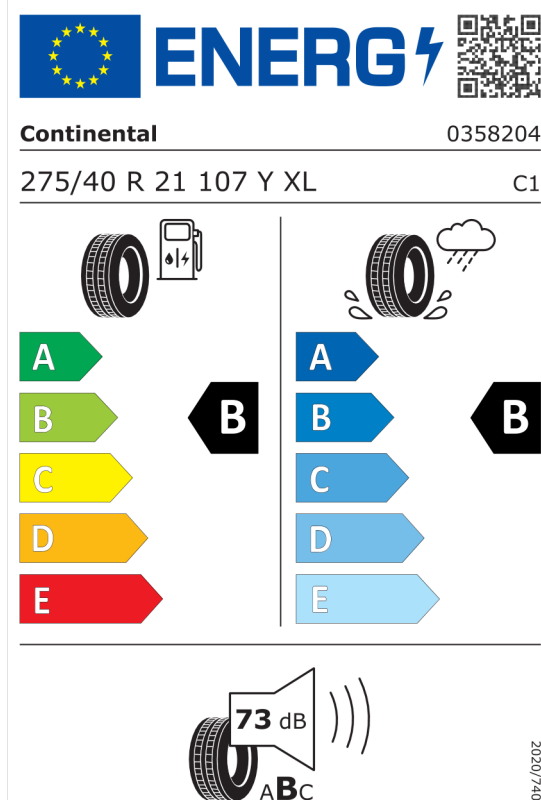 ENERG
Continental 0358204
275/40 R 21 107 Y XL C1
A A
B B B B
C C
D D
E E
73 dB
ABC
2020/740